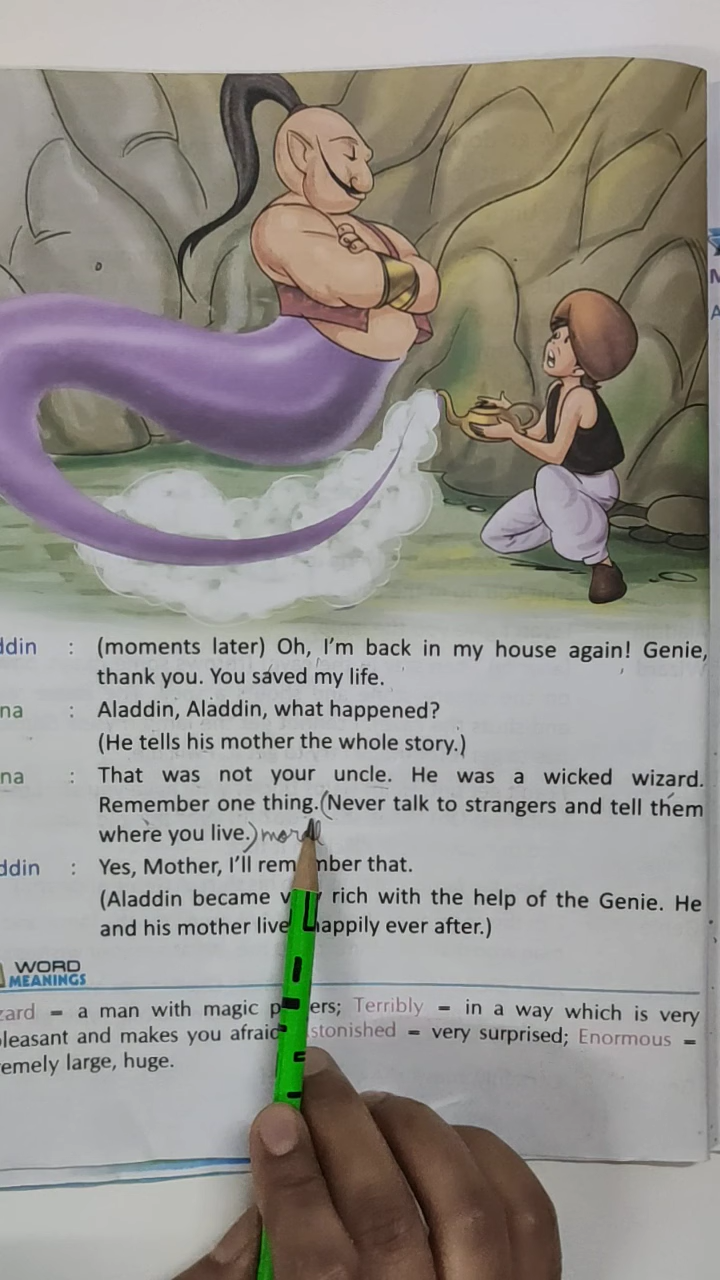 ddin : (moments later) Oh, I'm back in my house again! Genie,
thank you. You saved my life.
na : Aladdin, Aladdin, what happened?
(He tells his mother the whole story.)
na : That was not your uncle. He was a wicked wizard.
Remember one thing.(Never talk to strangers and tell them
where you live.) moral
ddin : Yes, Mother, I'll remember that.
(Aladdin became v y rich with the help of the Genie. He
and his mother live happily ever after.)
WORD
MEANINGS
zard = a man with magic p ers; Terribly = in a way which is very
leasant and makes you afraid stonished = very surprised; Enormous =
emely large, huge.